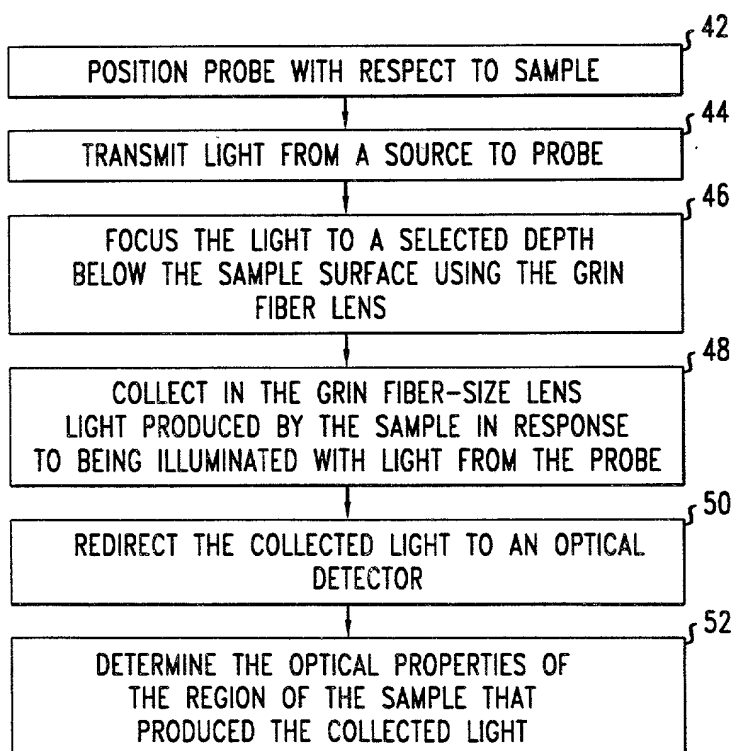 42
POSITION PROBE WITH RESPECT TO SAMPLE
44
TRANSMIT LIGHT FROM A SOURCE TO PROBE
46
FOCUS THE LIGHT TO A SELECTED DEPTH
BELOW THE SAMPLE SURFACE USING THE GRIN
FIBER LENS
48
COLLECT IN THE GRIN FIBER-SIZE LENS
LIGHT PRODUCED BY THE SAMPLE IN RESPONSE
TO BEING ILLUMINATED WITH LIGHT FROM THE PROBE
50
REDIRECT THE COLLECTED LIGHT TO AN OPTICAL
DETECTOR
52
DETERMINE THE OPTICAL PROPERTIES OF
THE REGION OF THE SAMPLE THAT
PRODUCED THE COLLECTED LIGHT